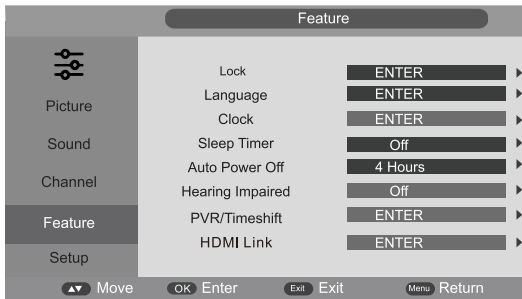 Feature
Picture
Sound
Channel
Feature
Setup
Lock ENTER
Language ENTER
Clock ENTER
Sleep Timer Off
Auto Power Off 4 Hours
Hearing Impaired Off
PVR/Timeshift ENTER
HDMI Link ENTER
▲▼ Move OK Enter Exit Exit Menu Return